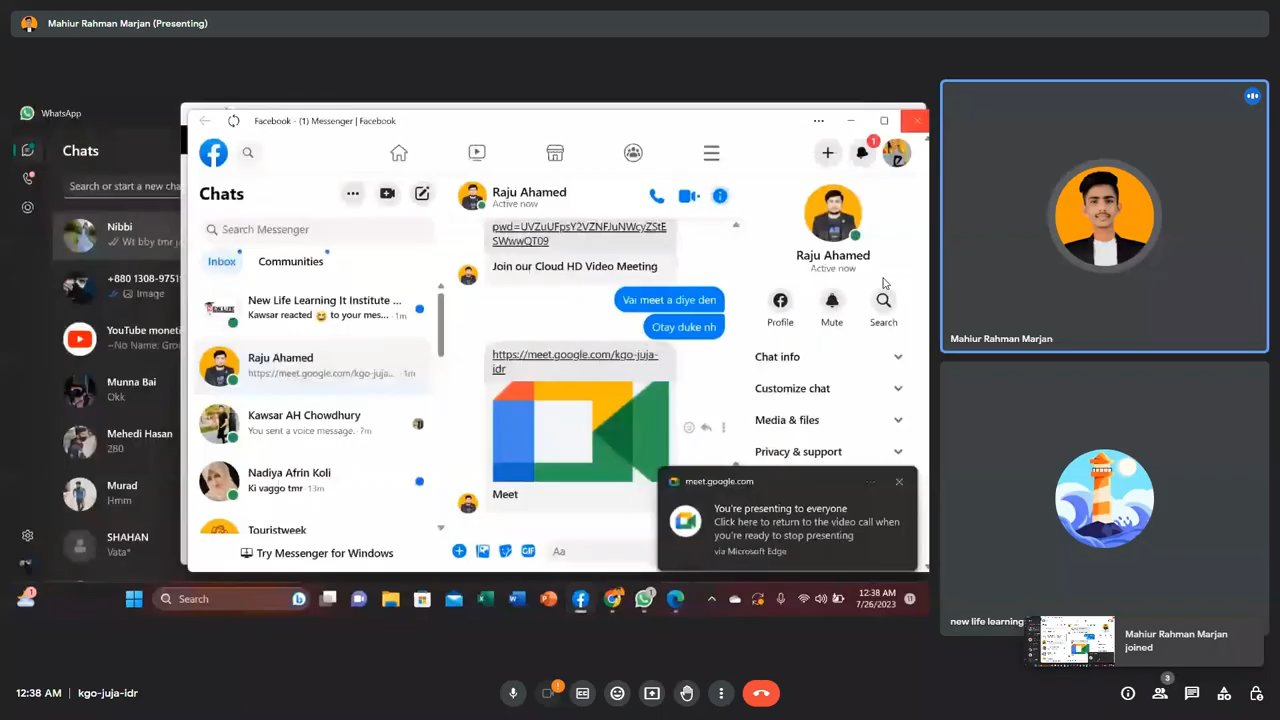 Mahiur Rahman Marjan (Presenting)
WhatsApp
Chats
Search or start a new cha
Nibbi
Wt bby tmr j
+880 1308-9751
Image
YouTube moneti
~No Name: Grou
Munna Bai
Okk
Mehedi Hasan
280
Murad
Hmm
SHAHAN
Vata*
Facebook - (1) Messenger | Facebook
1
Chats
Search Messenger
Inbox
Communities
New Life Learning It Institute ...
Kawsar reacted 😆 to your mes... · 1m
Raju Ahamed
https://meet.google.com/kgo-juja... · 1m
Kawsar AH Chowdhury
You sent a voice message. · 7m
Nadiya Afrin Koli
Ki vaggo tmr · 13m
Touristweek
Try Messenger for Windows
Raju Ahamed
Active now
pwd=UVZuUFpsY2VZNFJuNWcyZStE
SWwwQT09
Join our Cloud HD Video Meeting
Vai meet a diye den
Otay duke nh
https://meet.google.com/kgo-juja-
idr
Meet
GIF
Aa
Raju Ahamed
Active now
Profile
Mute
Search
Chat info
Customize chat
Media & files
Privacy & support
meet.google.com
You're presenting to everyone
Click here to return to the video call when
you're ready to stop presenting
via Microsoft Edge
Search
12:38 AM
7/26/2023
Mahiur Rahman Marjan
new life learning
Mahiur Rahman Marjan
joined
12:38 AM | kgo-juja-idr
3